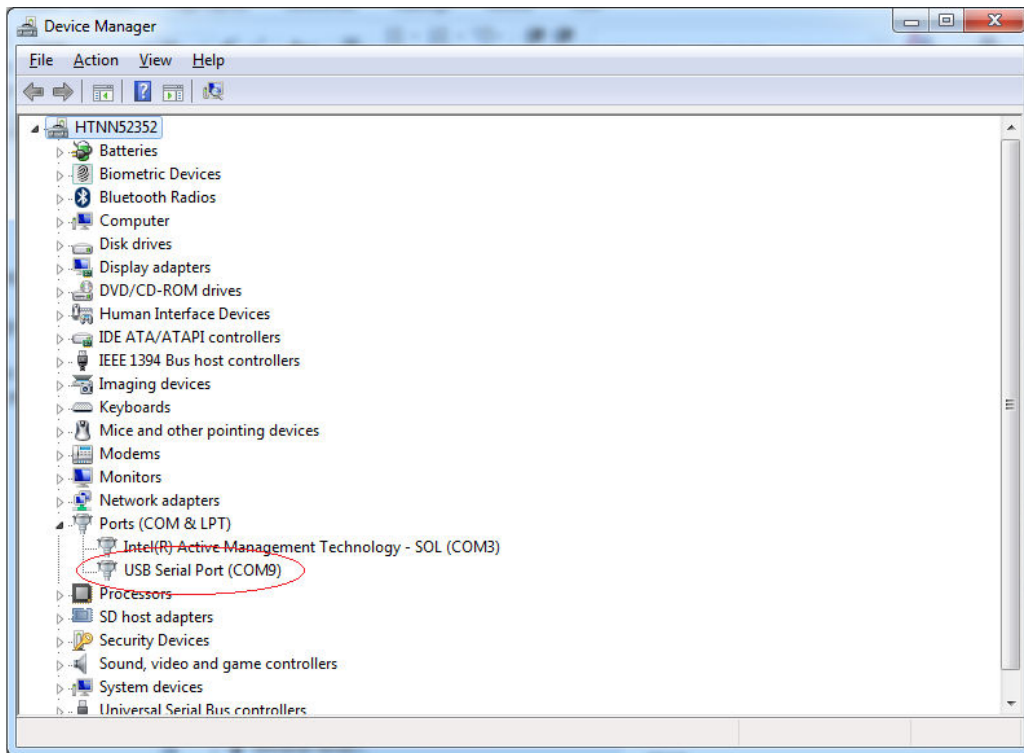 Device Manager
File Action View Help
HTNN52352
Batteries
Biometric Devices
Bluetooth Radios
Computer
Disk drives
Display adapters
DVD/CD-ROM drives
Human Interface Devices
IDE ATA/ATAPI controllers
IEEE 1394 Bus host controllers
Imaging devices
Keyboards
Mice and other pointing devices
Modems
Monitors
Network adapters
Ports (COM & LPT)
Intel(R) Active Management Technology - SOL (COM3)
USB Serial Port (COM9)
Processors
SD host adapters
Security Devices
Sound, video and game controllers
System devices
Universal Serial Bus controllers